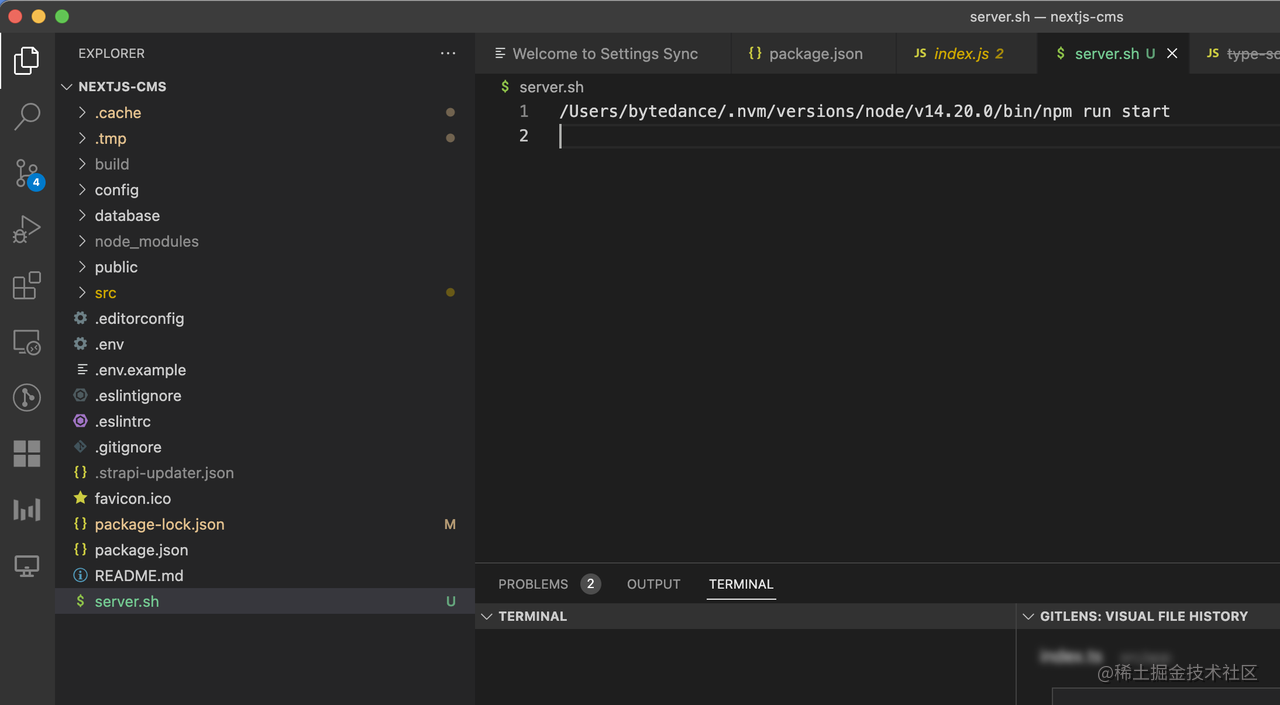 server.sh — nextjs-cms
EXPLORER
NEXTJS-CMS
.cache
.tmp
build
config
database
node_modules
public
src
.editorconfig
.env
.env.example
.eslintignore
.eslintrc
.gitignore
.strapi-updater.json
favicon.ico
package-lock.json M
package.json
README.md
server.sh U
4
Welcome to Settings Sync
{} package.json
JS index.js 2
$ server.sh U
JS
$ server.sh
1 /Users/bytedance/.nvm/versions/node/v14.20.0/bin/npm run start
2
PROBLEMS 2 OUTPUT TERMINAL
TERMINAL
GITLENS: VISUAL FILE HISTORY
@稀土掘金技术社区